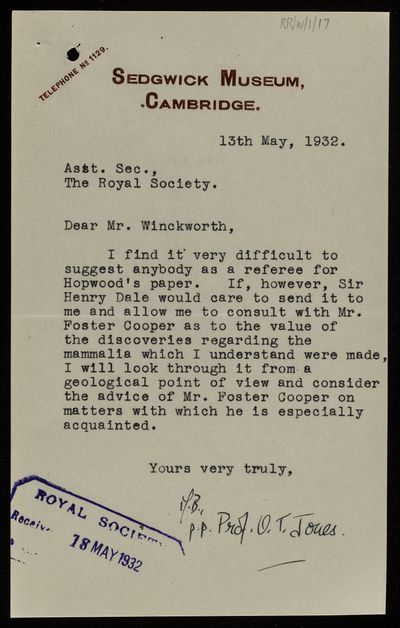 RR/W/1/17
TELEPHONE Nº 1129.
SEDGWICK MUSEUM,
CAMBRIDGE.
13th May, 1932.
Asst. Sec.,
The Royal Society.
Dear Mr. Winckworth,
I find it very difficult to
suggest anybody as a referee for
Hopwood's paper. If, however, Sir
Henry Dale would care to send it to
me and allow me to consult with Mr.
Foster Cooper as to the value of
the discoveries regarding the
mammalia which I understand were made,
I will look through it from a
geological point of view and consider
the advice of Mr. Foster Cooper on
matters with which he is especially
acquainted.
Yours very truly,
p.p. Prof. O. T. Jones.
ROYAL SOCIETY
Receiv
18 MAY 1932